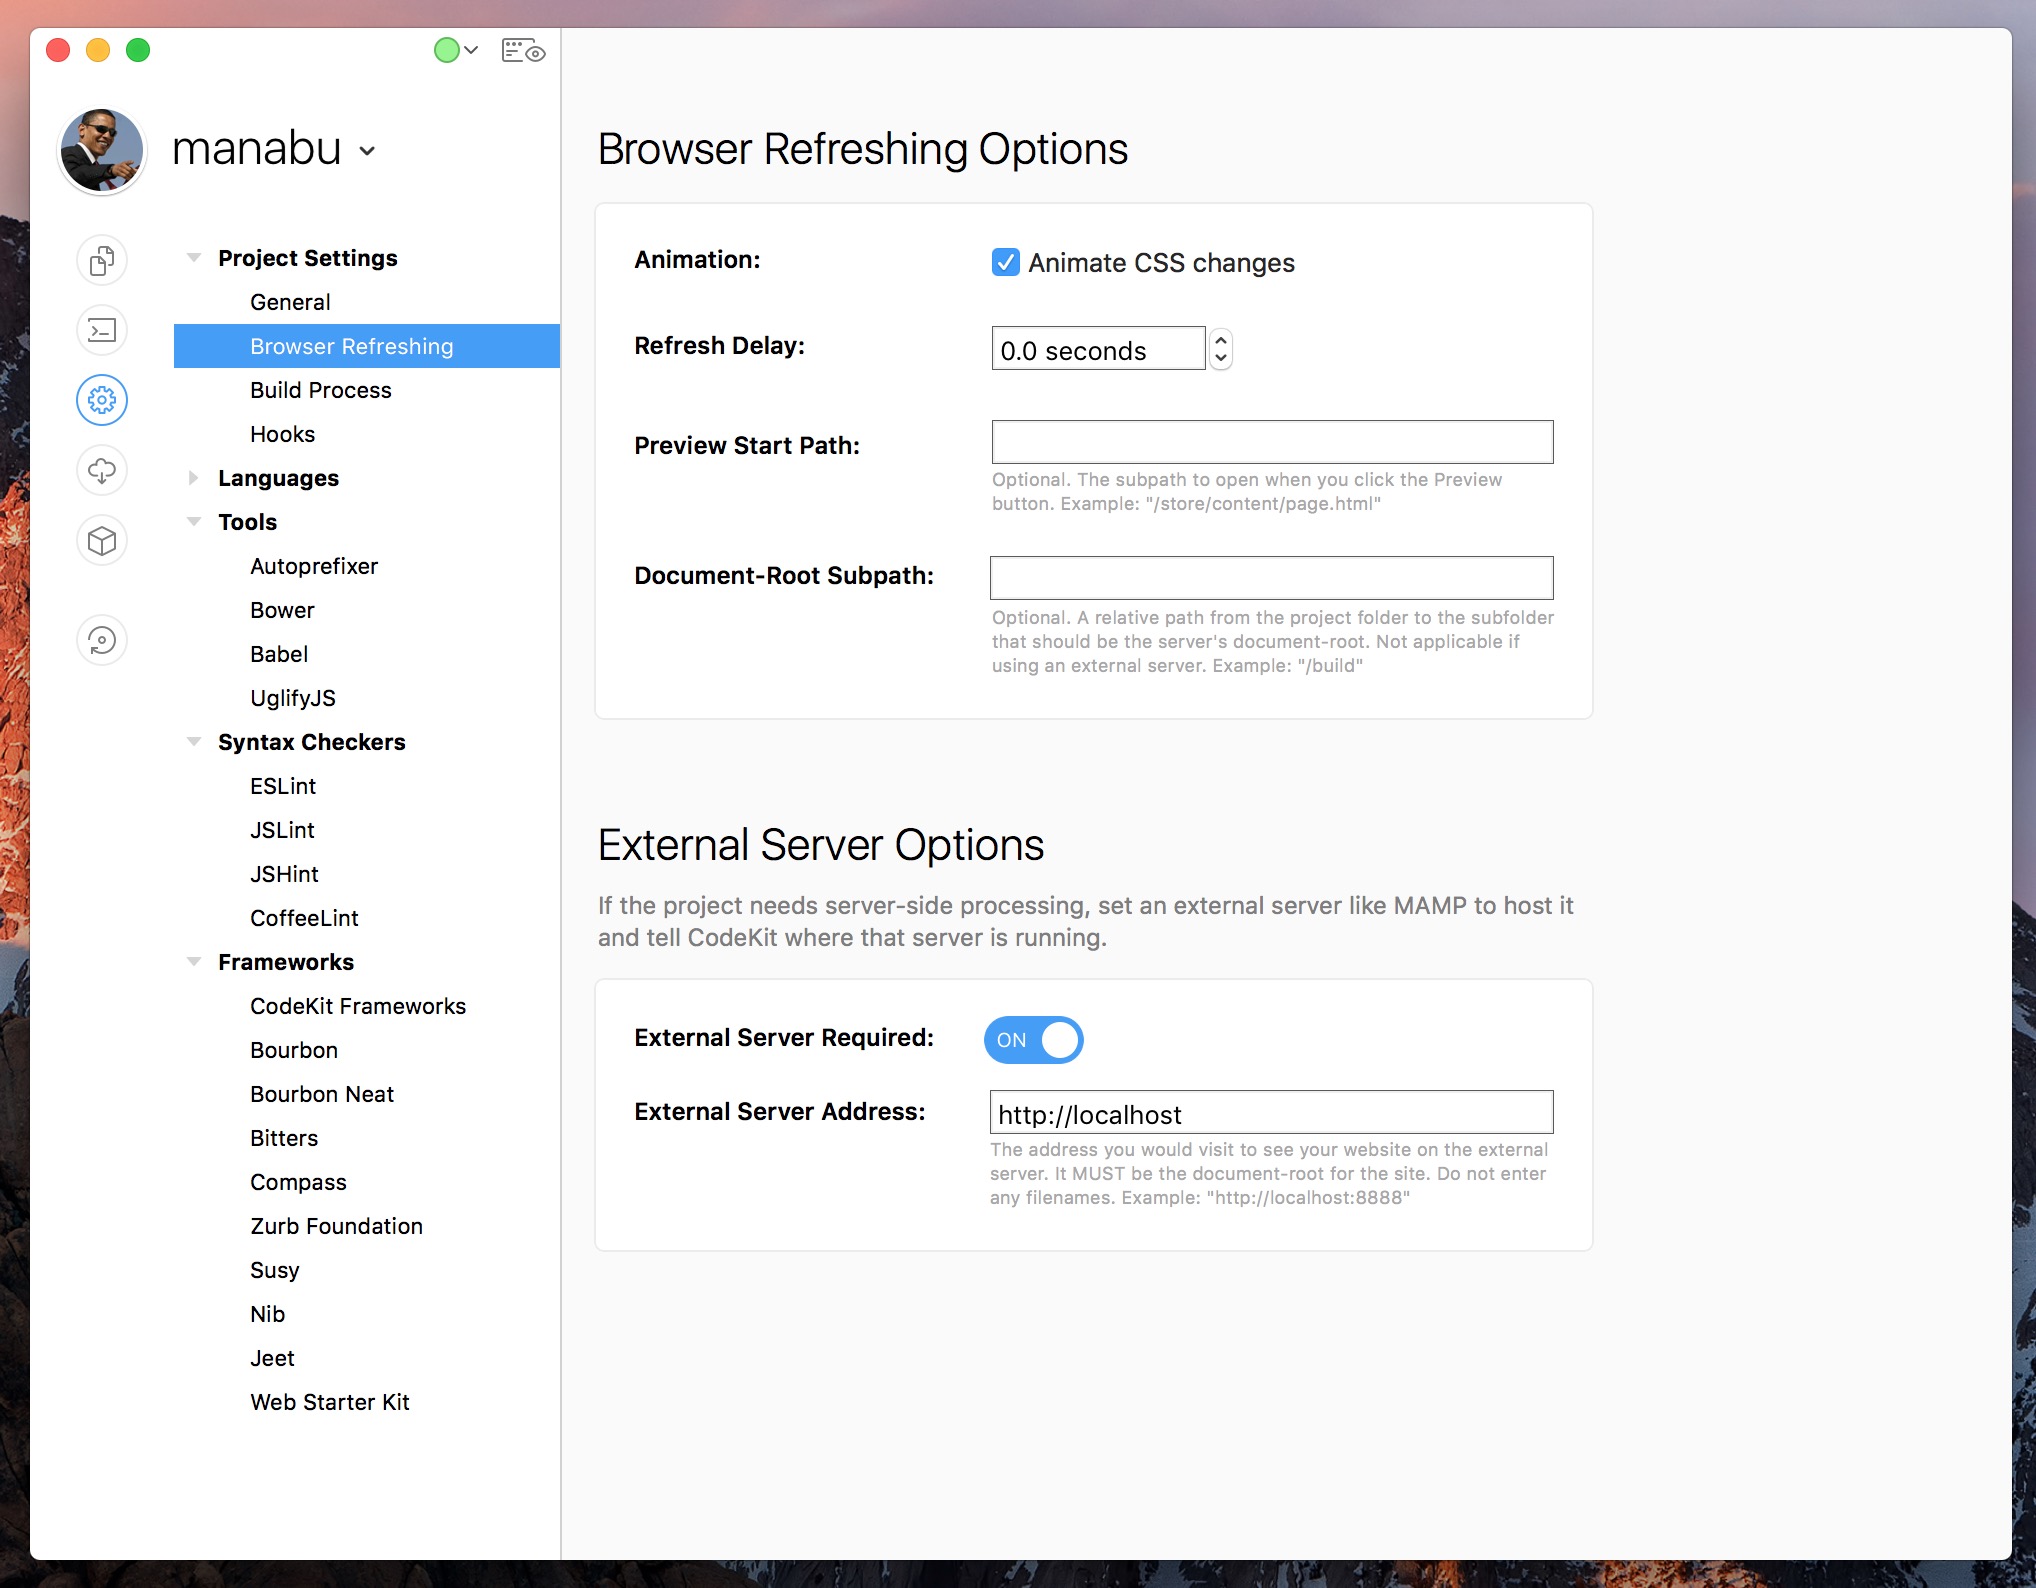 manabu
Project Settings
General
Browser Refreshing
Build Process
Hooks
Languages
Tools
Autoprefixer
Bower
Babel
UglifyJS
Syntax Checkers
ESLint
JSLint
JSHint
CoffeeLint
Frameworks
CodeKit Frameworks
Bourbon
Bourbon Neat
Bitters
Compass
Zurb Foundation
Susy
Nib
Jeet
Web Starter Kit
Browser Refreshing Options
Animation:
Animate CSS changes
Refresh Delay:
0.0 seconds
Preview Start Path:
Optional. The subpath to open when you click the Preview
button. Example: "/store/content/page.html"
Document-Root Subpath:
Optional. A relative path from the project folder to the subfolder
that should be the server's document-root. Not applicable if
using an external server. Example: "/build"
External Server Options
If the project needs server-side processing, set an external server like MAMP to host it
and tell CodeKit where that server is running.
External Server Required:
ON
External Server Address:
http://localhost
The address you would visit to see your website on the external
server. It MUST be the document-root for the site. Do not enter
any filenames. Example: "http://localhost:8888"